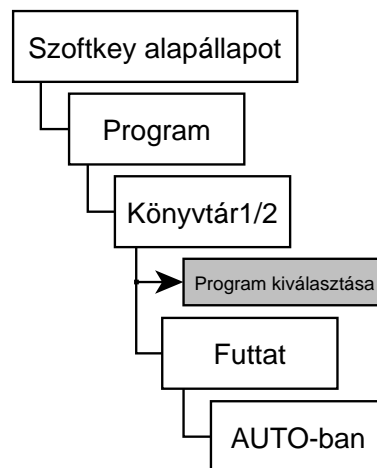 Szoftkey alapállapot
Program
Könyvtár1/2
Program kiválasztása
Futtat
AUTO-ban